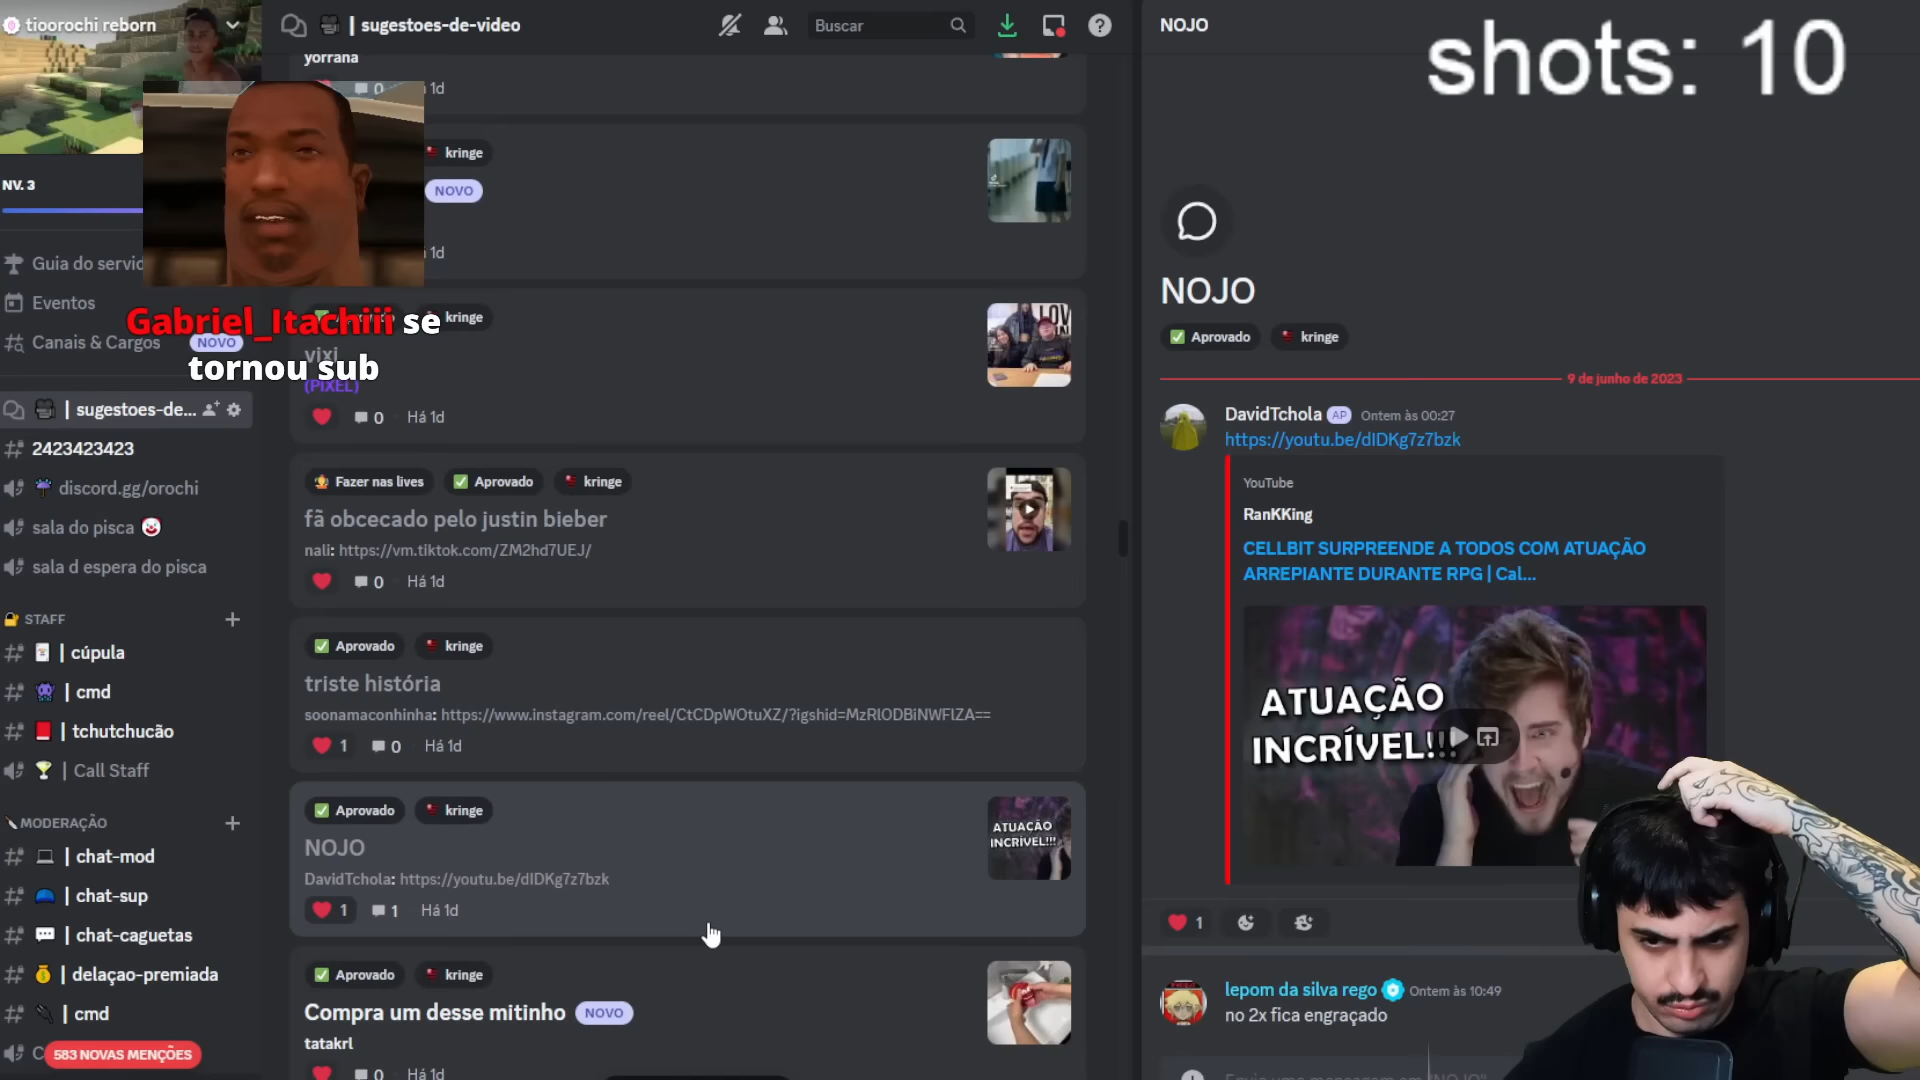 tioorochi reborn
NV. 3
Guia do servid
Eventos
Canais & Cargos
NOVO
| sugestoes-de...
2423423423
discord.gg/orochi
sala do pisca
sala d espera do pisca
STAFF
| cúpula
| cmd
| tchutchucão
| Call Staff
MODERAÇÃO
| chat-mod
| chat-sup
| chat-caguetas
| delaçao-premiada
| cmd
583 NOVAS MENÇÕES
Gabriel_Itachiii se
tornou sub
| sugestoes-de-video
Buscar
yorrana
0
1d
kringe
NOVO
1d
kringe
vixi
(PIXEL)
0 Há 1d
Fazer nas lives Aprovado kringe
fã obcecado pelo justin bieber
nali: https://vm.tiktok.com/ZM2hd7UEJ/
0 Há 1d
Aprovado kringe
triste história
soonamaconhinha: https://www.instagram.com/reel/CtCDpWOtuXZ/?igshid=MzRlODBiNWFlZA==
1 0 Há 1d
Aprovado kringe
NOJO
DavidTchola: https://youtu.be/dIDKg7z7bzk
1 1 Há 1d
ATUAÇÃO
INCRÍVEL!!!
Aprovado kringe
Compra um desse mitinho NOVO
tatakrl
0 Há 1d
NOJO
shots: 10
NOJO
Aprovado kringe
9 de junho de 2023
DavidTchola AP Ontem às 00:27
https://youtu.be/dIDKg7z7bzk
YouTube
RanKKing
CELLBIT SURPREENDE A TODOS COM ATUAÇÃO
ARREPIANTE DURANTE RPG | Cal...
ATUAÇÃO
INCRÍVEL!!!
1
lepom da silva rego Ontem às 10:49
no 2x fica engraçado